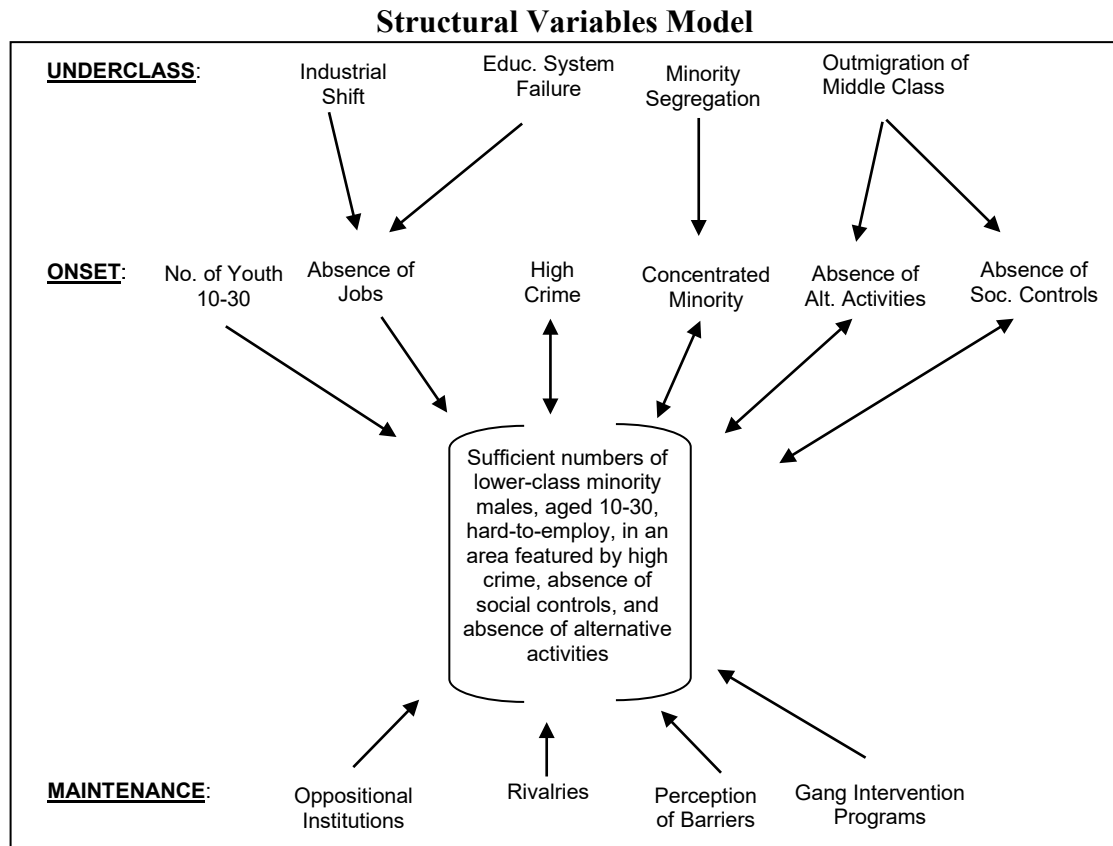 Structural Variables Model
UNDERCLASS:
Industrial
Shift
Educ. System
Failure
Minority
Segregation
Outmigration of
Middle Class
ONSET:
No. of Youth
10-30
Absence of
Jobs
High
Crime
Concentrated
Minority
Absence of
Alt. Activities
Absence of
Soc. Controls
Sufficient numbers of
lower-class minority
males, aged 10-30,
hard-to-employ, in an
area featured by high
crime, absence of
social controls, and
absence of alternative
activities
MAINTENANCE:
Oppositional
Institutions
Rivalries
Perception
of Barriers
Gang Intervention
Programs